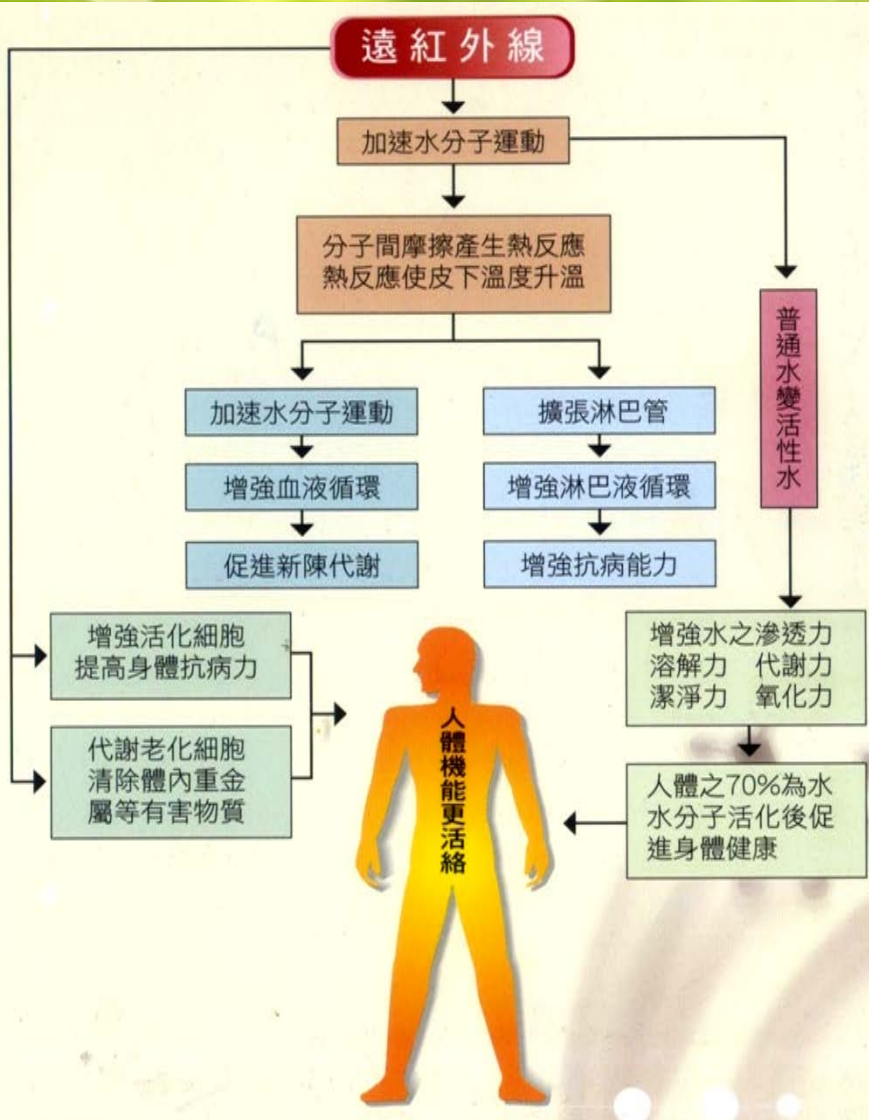 遠紅外線
加速水分子運動
分子間摩擦產生熱反應
熱反應使皮下溫度升溫
普通水變活性水
加速水分子運動
擴張淋巴管
增強血液循環
增強淋巴液循環
促進新陳代謝
增強抗病能力
增強活化細胞
提高身體抗病力
增強水之滲透力
溶解力 代謝力
潔淨力 氧化力
代謝老化細胞
清除體內重金
屬等有害物質
人體之70%為水
水分子活化後促
進身體健康
人體機能更活絡